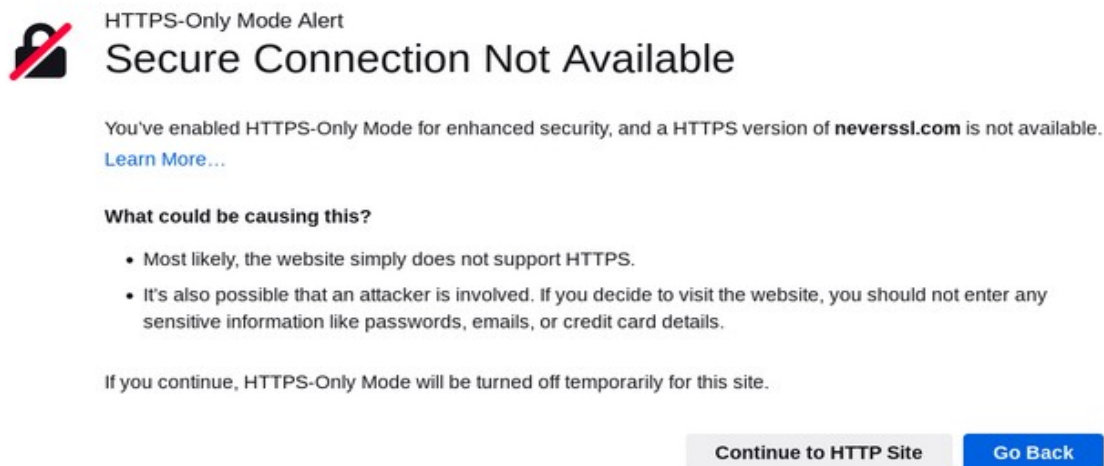 HTTPS-Only Mode Alert
Secure Connection Not Available
You've enabled HTTPS-Only Mode for enhanced security, and a HTTPS version of neverssl.com is not available.
Learn More…
What could be causing this?
• Most likely, the website simply does not support HTTPS.
• It's also possible that an attacker is involved. If you decide to visit the website, you should not enter any
sensitive information like passwords, emails, or credit card details.
If you continue, HTTPS-Only Mode will be turned off temporarily for this site.
Continue to HTTP Site Go Back